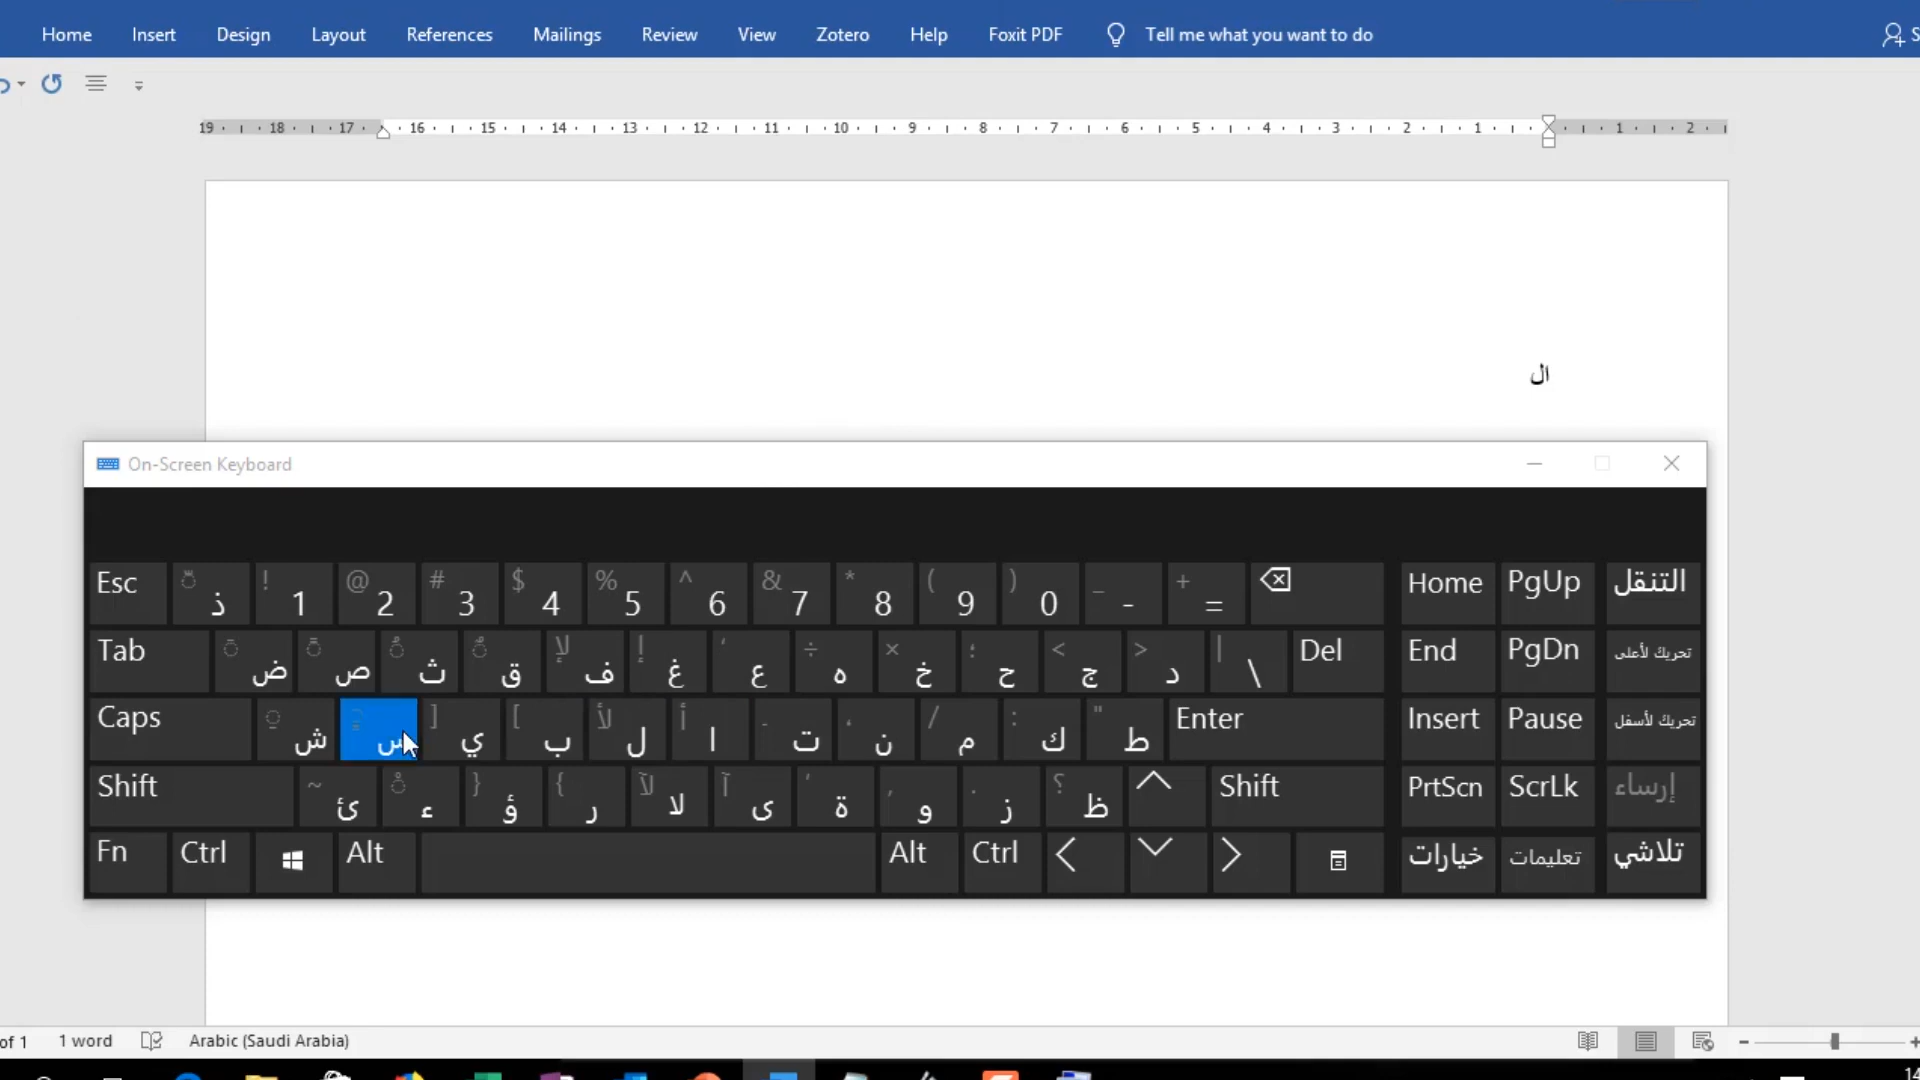 Home Insert Design Layout References Mailings Review View Zotero Help Foxit PDF Tell me what you want to do
19 18 17 16 15 14 13 12 11 10 9 8 7 6 5 4 3 2 1 1 2
ال
On-Screen Keyboard
Esc ّ ذ ! 1 @ 2 # 3 $ 4 % 5 ^ 6 & 7 * 8 ( 9 ) 0 _ - + = Home PgUp التنقل
Tab ض ص ث ق لإ ف إ غ ‘ ع ÷ ه × خ ؛ ح < ج > د | \ Del End PgDn تحريك لأعلى
Caps ش س ] ي [ ب لأ ل أ ا ـ ت ، ن / م : ك " ط Enter Insert Pause تحريك لأسفل
Shift ~ ئ ْ ء } ؤ { ر لآ لا آ ى ’ ة , و . ز ؟ ظ Shift PrtScn ScrLk إرساء
Fn Ctrl Alt Alt Ctrl خيارات تعليمات تلاشي
of 1 1 word Arabic (Saudi Arabia)
14